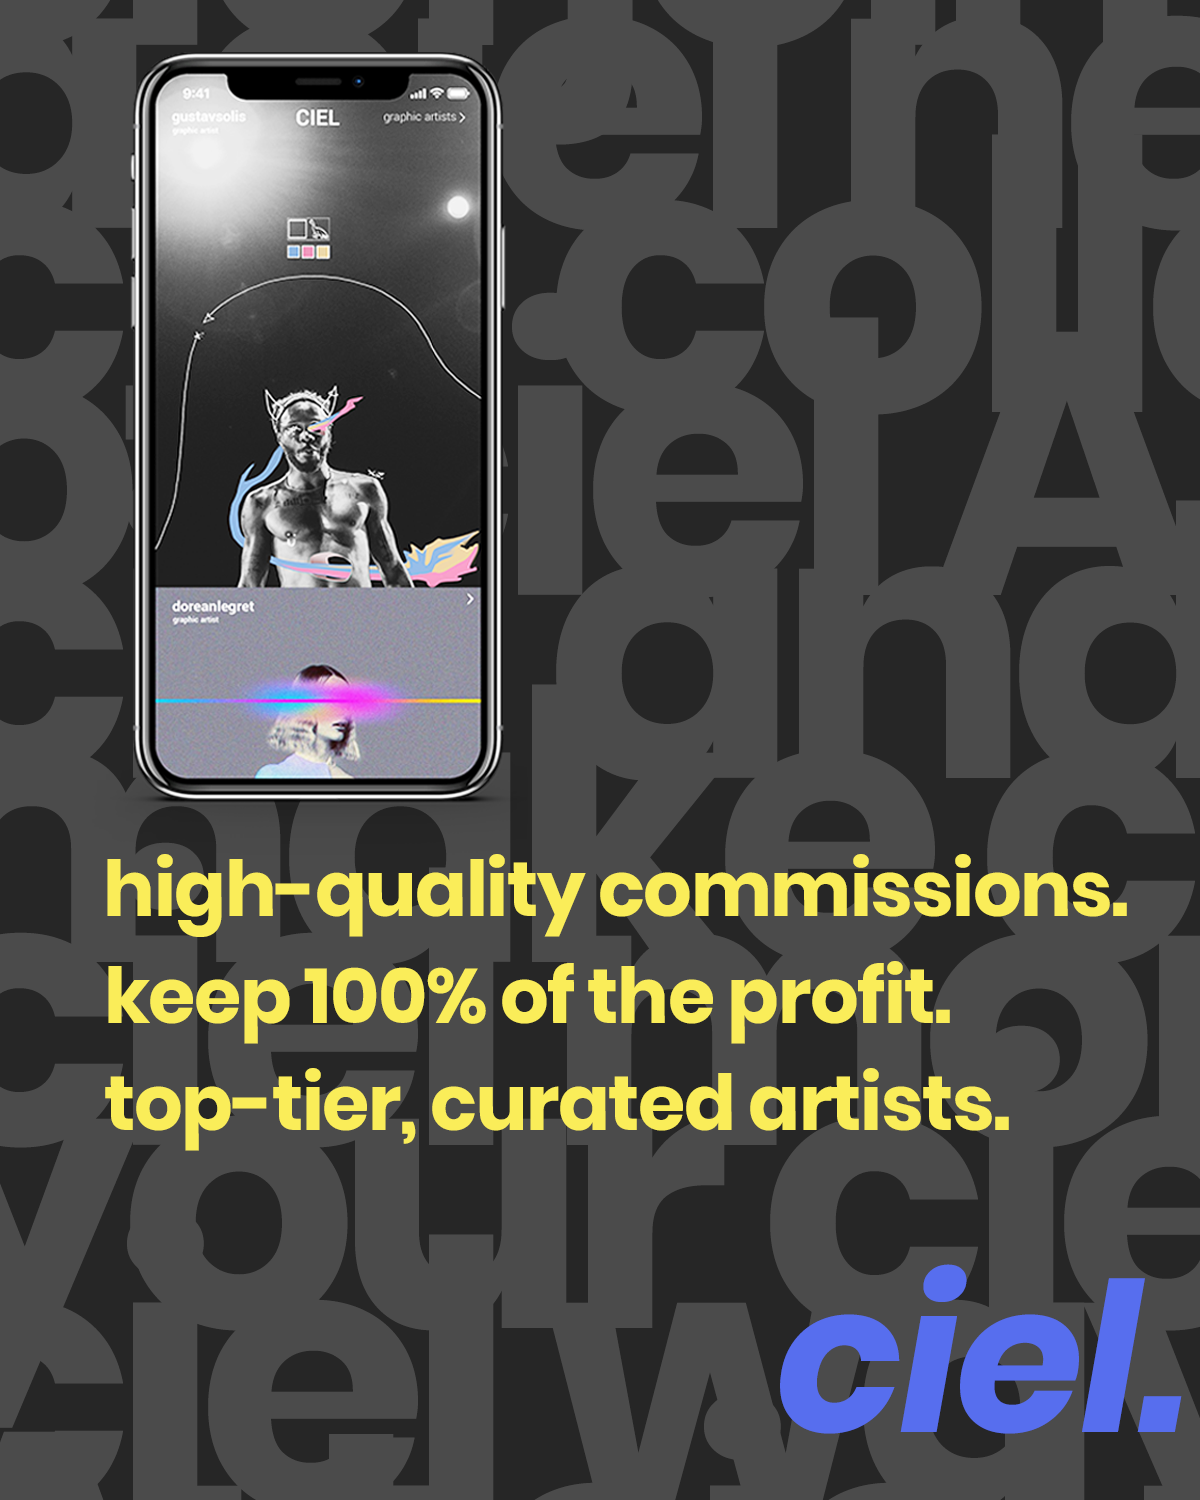 9:41
gustavsolis
graphic artist
CIEL
graphic artists
doreanlegret
graphic artist
high-quality commissions.
keep 100% of the profit.
top-tier, curated artists.
ciel.